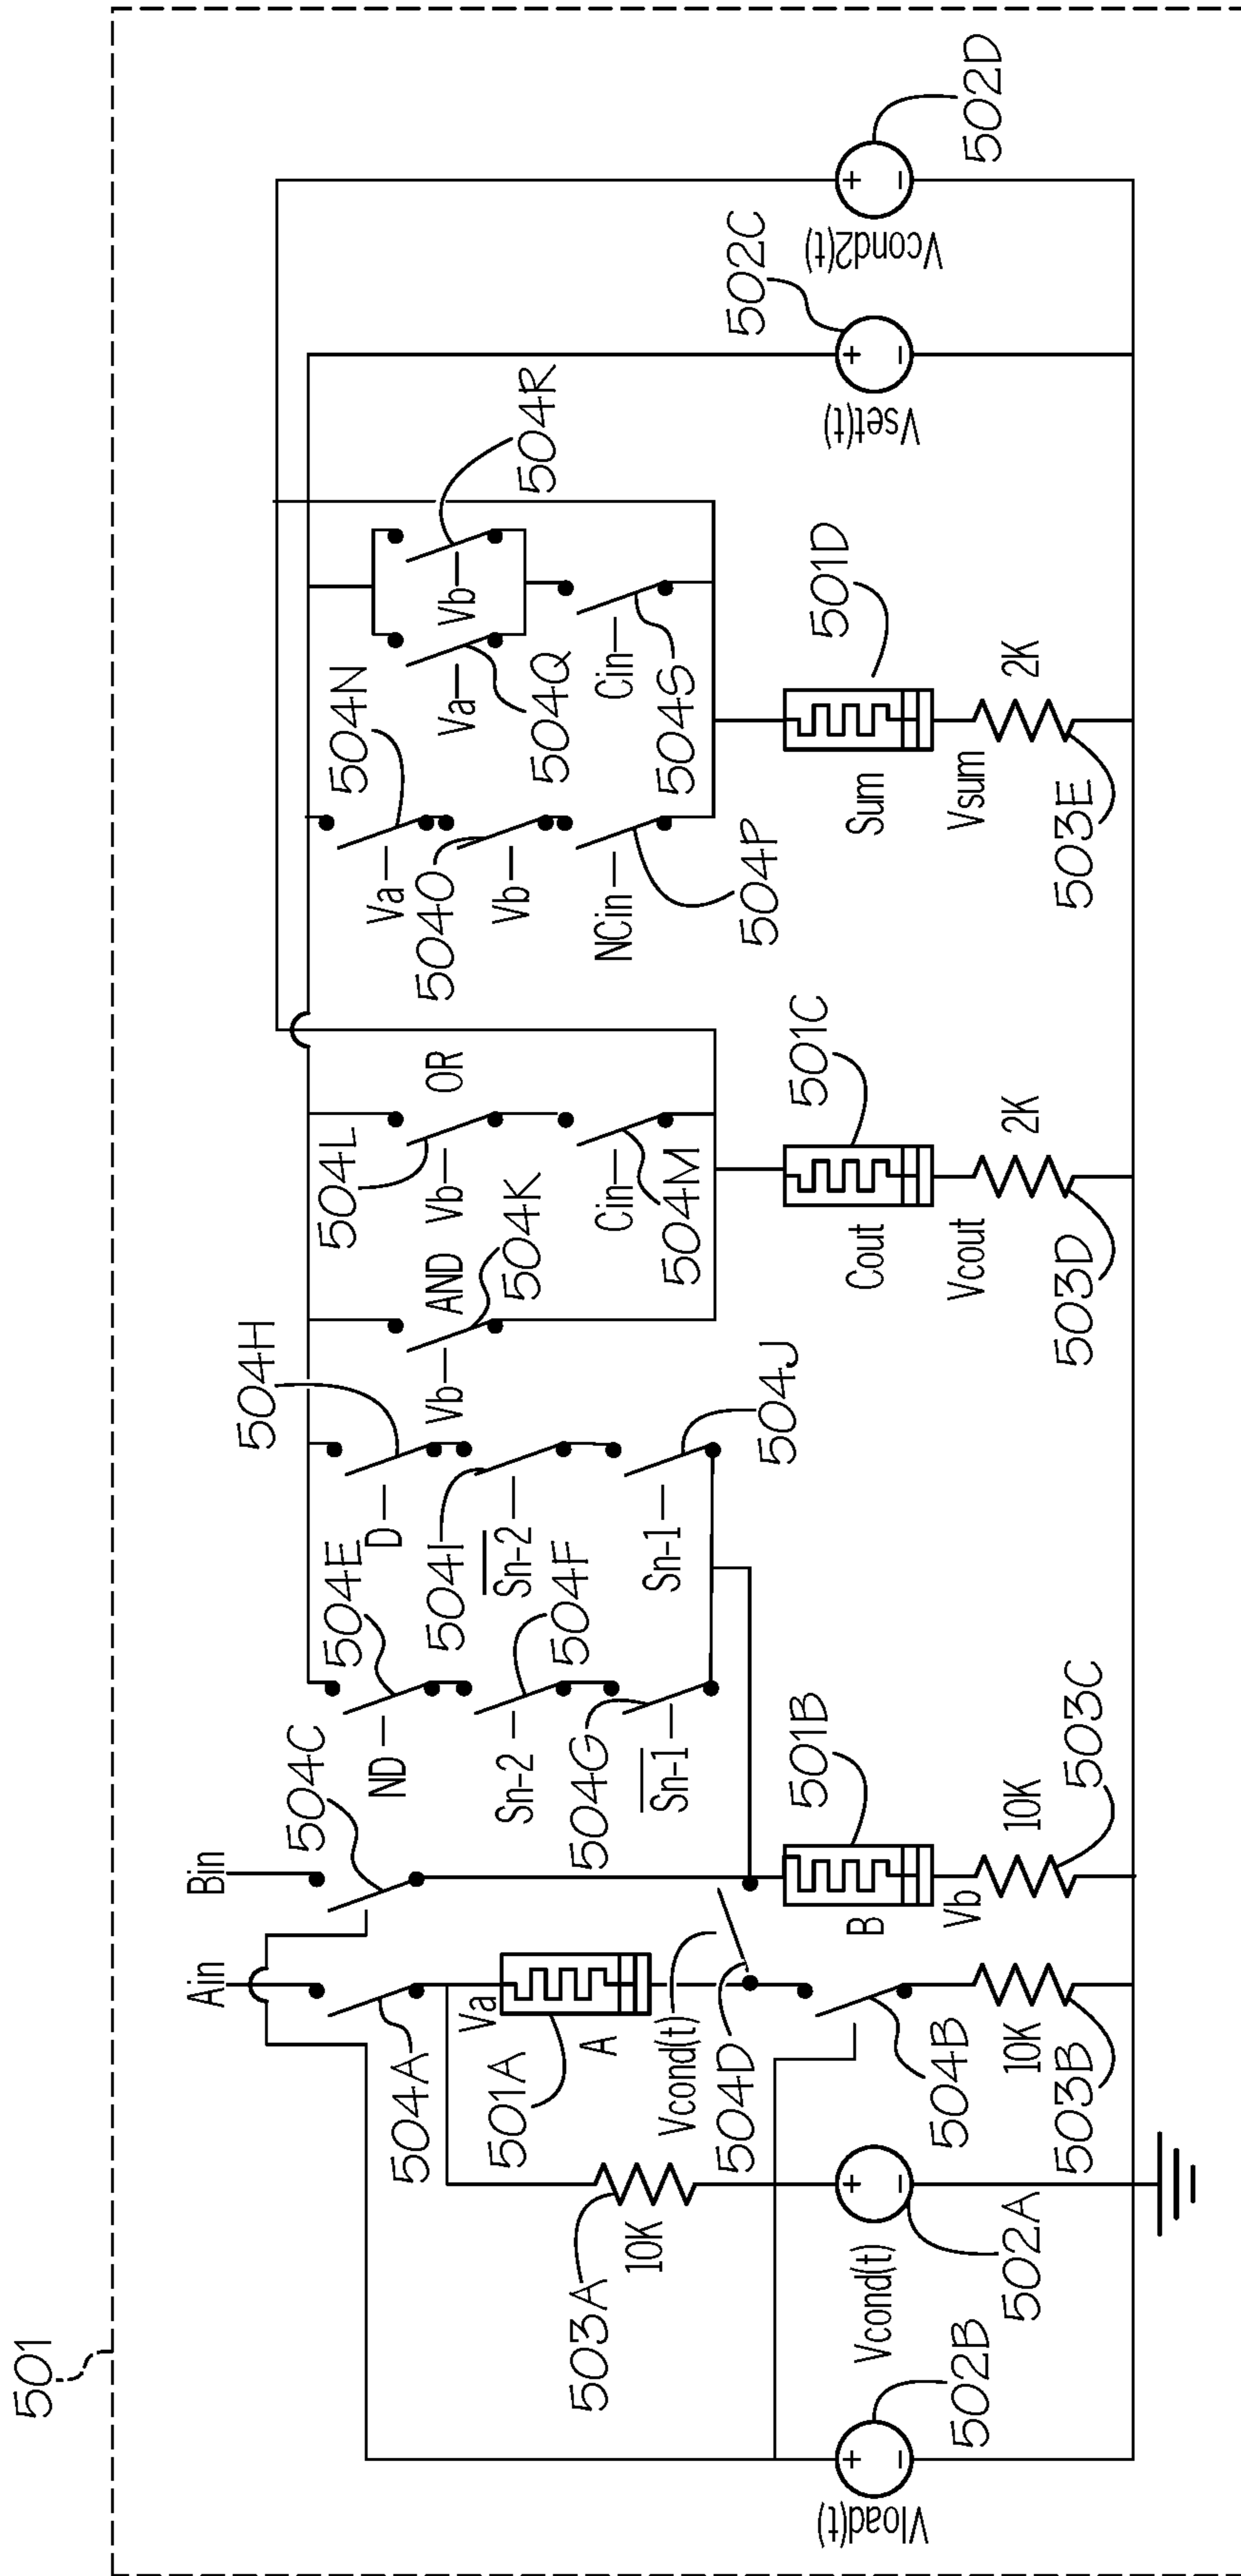 501
Vload(t)
502B
Vcond(t)
502A
503A
10K
504A
Ain
Va
501A
A
Vcond(t)
504D
504B
10K
503B
Bin
504C
501B
B
Vb
10K
503C
504E
ND
Sn-2
504F
504G
Sn-1
504H
D
504I
Sn-2
Sn-1
504J
Vb
AND
504K
504L
Vb
OR
Cin
504M
501C
Cout
Vcout
2K
503D
504N
Va
504O
Vb
NCin
504P
Va
504Q
Vb
504R
Cin
504S
501D
Sum
Vsum
2K
503E
502C
Vset(t)
Vcond2(t)
502D